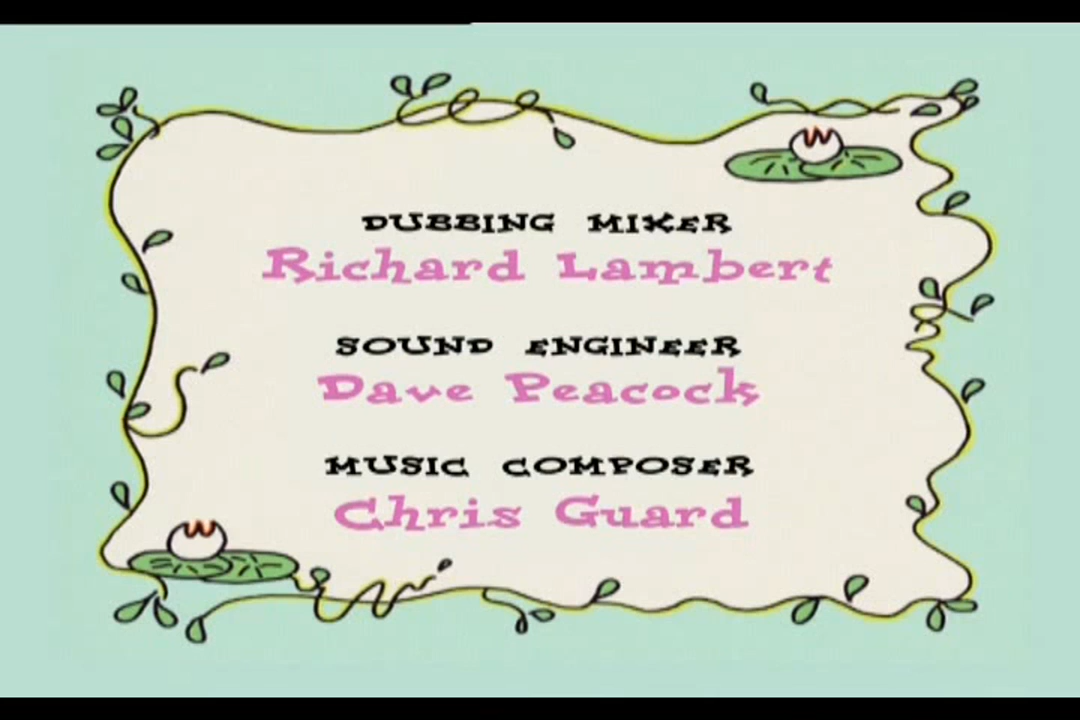 DUBBING MIXER
Richard Lambert
SOUND ENGINEER
Dave Peacock
MUSIC COMPOSER
Chris Guard